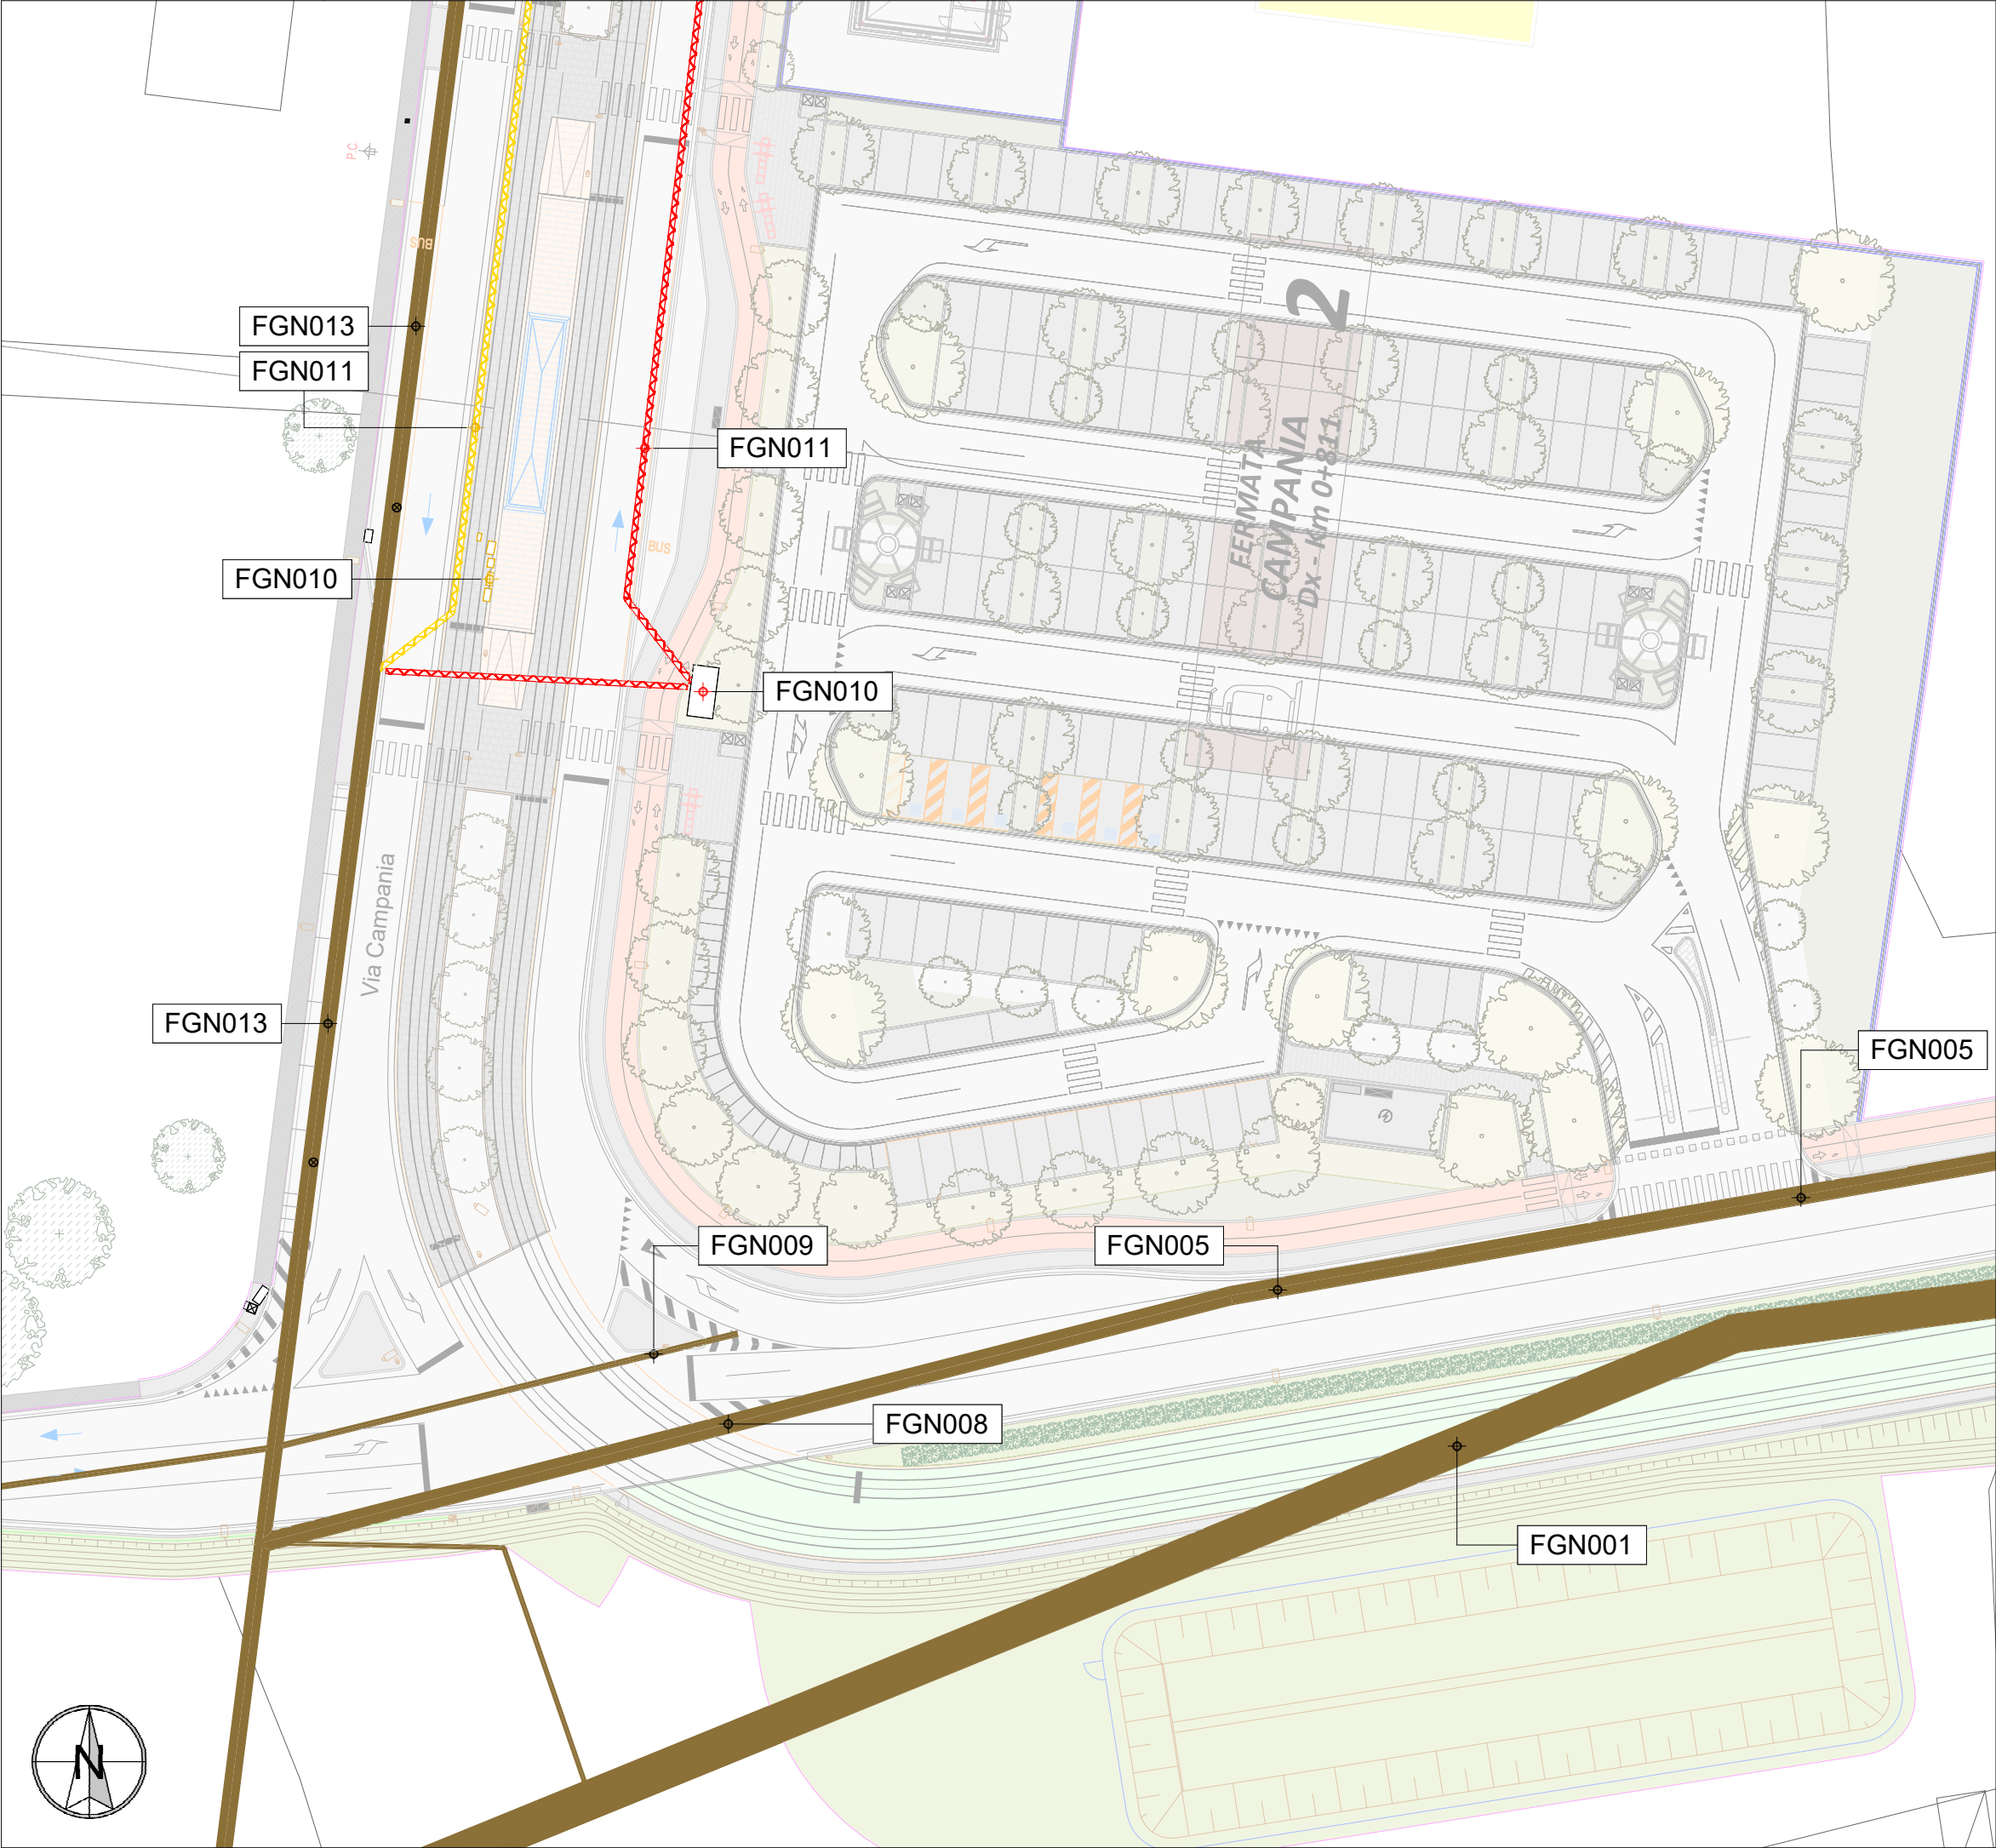 P.C.
BUS
FGN013
FGN011
2
FGN011
FERMATA
CAMPANIA
Dx - Km 0+811
BUS
FGN010
FGN010
Via Campania
FGN013
FGN005
FGN009
FGN005
FGN008
FGN001
N